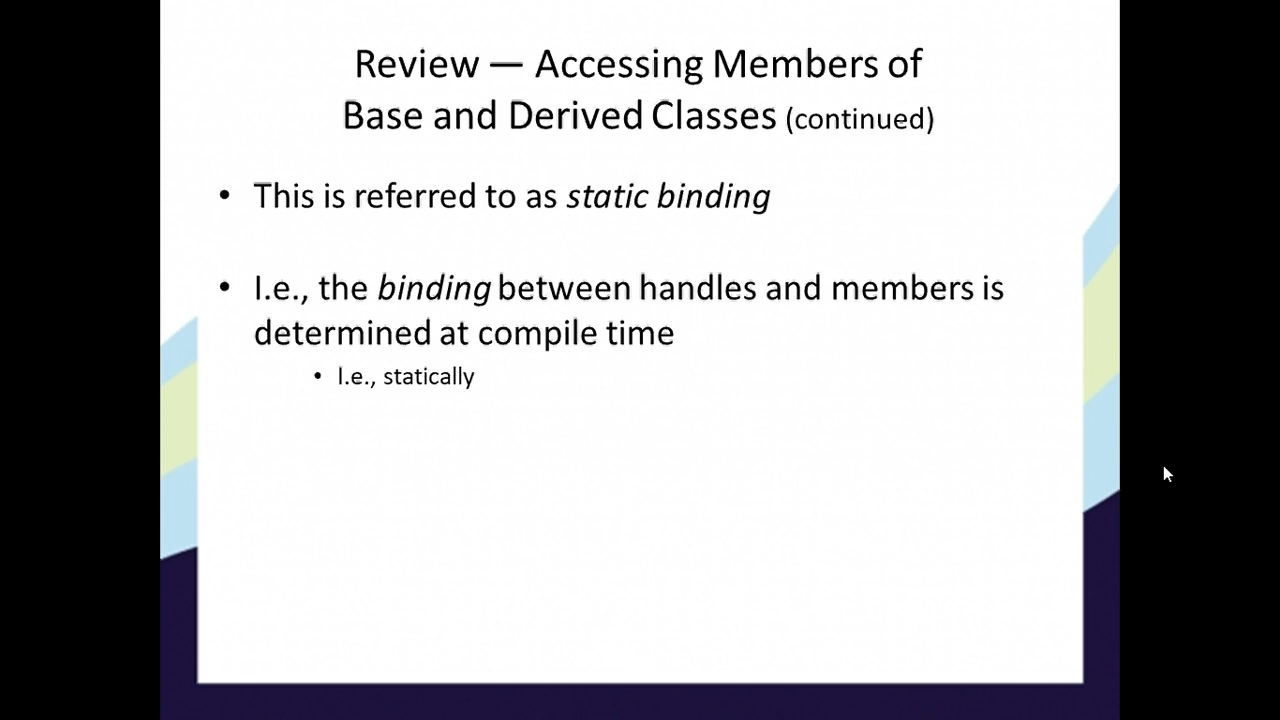 Review — Accessing Members of
Base and Derived Classes (continued)
• This is referred to as static binding
• I.e., the binding between handles and members is
determined at compile time
• I.e., statically